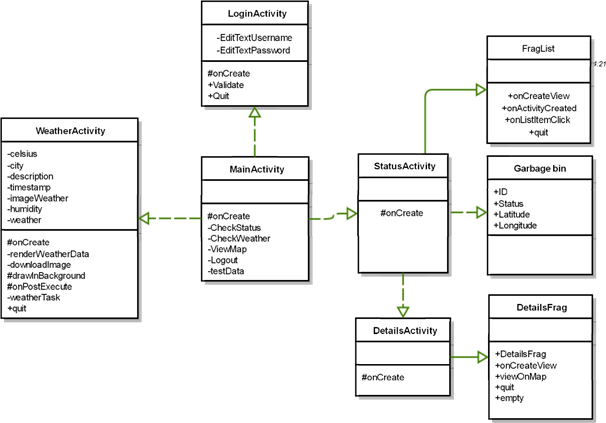 LoginActivity
-EditTextUsername
-EditTextPassword
#onCreate
+Validate
+Quit
FragList
+onCreateView
+onActivityCreated
+onListItemClick
+quit
WeatherActivity
-celsius
-city
-description
-timestamp
-imageWeather
-humidity
-weather
#onCreate
-renderWeatherData
-downloadImage
#drawInBackground
#onPostExecute
-weatherTask
+quit
MainActivity
#onCreate
-CheckStatus
-CheckWeather
-ViewMap
-Logout
-testData
StatusActivity
#onCreate
Garbage bin
+ID
+Status
+Latitude
+Longitude
DetailsActivity
#onCreate
DetailsFrag
+DetailsFrag
+onCreateView
+viewOnMap
+quit
+empty